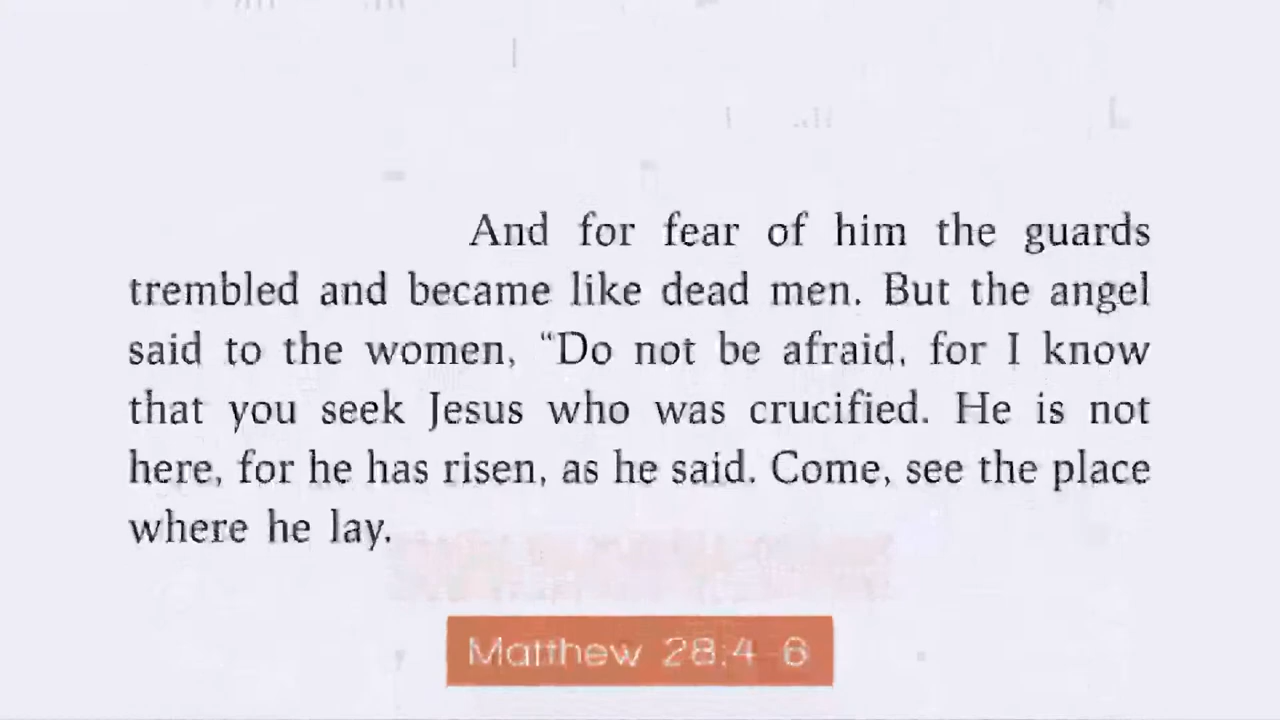 And for fear of him the guards
trembled and became like dead men. But the angel
said to the women, “Do not be afraid, for I know
that you seek Jesus who was crucified. He is not
here, for he has risen, as he said. Come, see the place
where he lay.
Matthew 28:4 6